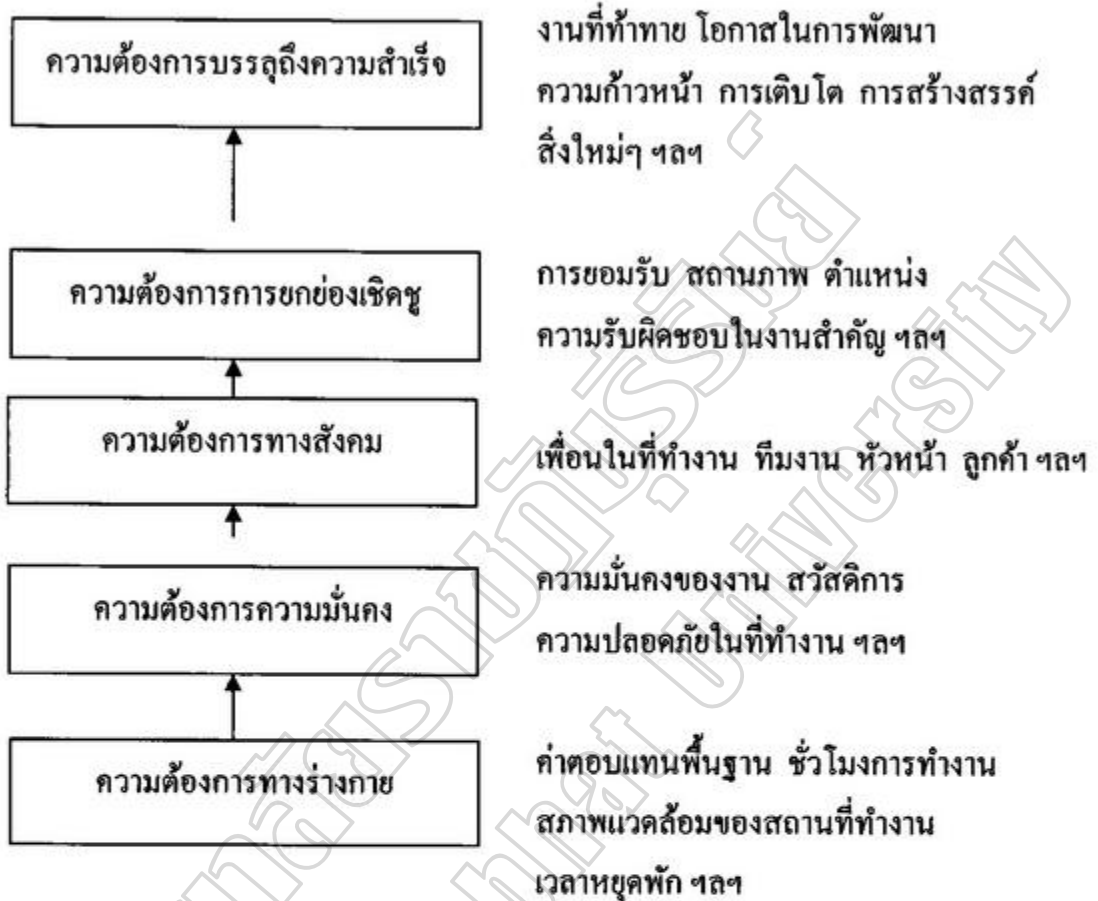 ความต้องการบรรลุถึงความสำเร็จ
งานที่ท้าทาย โอกาสในการพัฒนา
ความก้าวหน้า การเติบโต การสร้างสรรค์
สิ่งใหม่ๆ ฯลฯ
ความต้องการการยกย่องเชิดชู
การยอมรับ สถานภาพ ตำแหน่ง
ความรับผิดชอบในงานสำคัญ ฯลฯ
ความต้องการทางสังคม
เพื่อนในที่ทำงาน ทีมงาน หัวหน้า ลูกค้า ฯลฯ
ความต้องการความมั่นคง
ความมั่นคงของงาน สวัสดิการ
ความปลอดภัยในที่ทำงาน ฯลฯ
ความต้องการทางร่างกาย
ค่าตอบแทนพื้นฐาน ชั่วโมงการทำงาน
สภาพแวดล้อมของสถานที่ทำงาน
เวลาหยุดพัก ฯลฯ
University